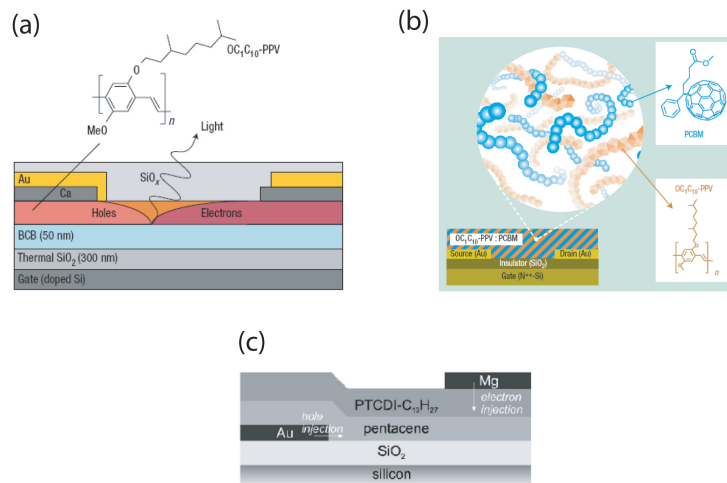 (a)
OC₁C₁₀-PPV
O
n
MeO
Light
SiOₓ
Au
Ca
Holes
Electrons
BCB (50 nm)
Thermal SiO₂ (300 nm)
Gate (doped Si)
(b)
O
O
PCBM
OC₁C₁₀-PPV
O
O
n
OC₁C₁₀-PPV : PCBM
Source (Au)
Drain (Au)
Insulator (SiO₂)
Gate (N⁺⁺-Si)
(c)
Mg
PTCDI-C₁₃H₂₇
electron
injection
hole
injection
Au
pentacene
SiO₂
silicon